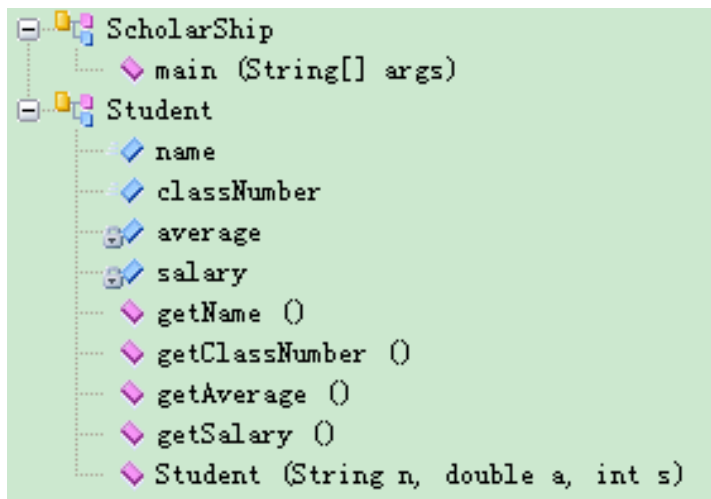 ScholarShip
main (String[] args)
Student
name
classNumber
average
salary
getName ()
getClassNumber ()
getAverage ()
getSalary ()
Student (String n, double a, int s)